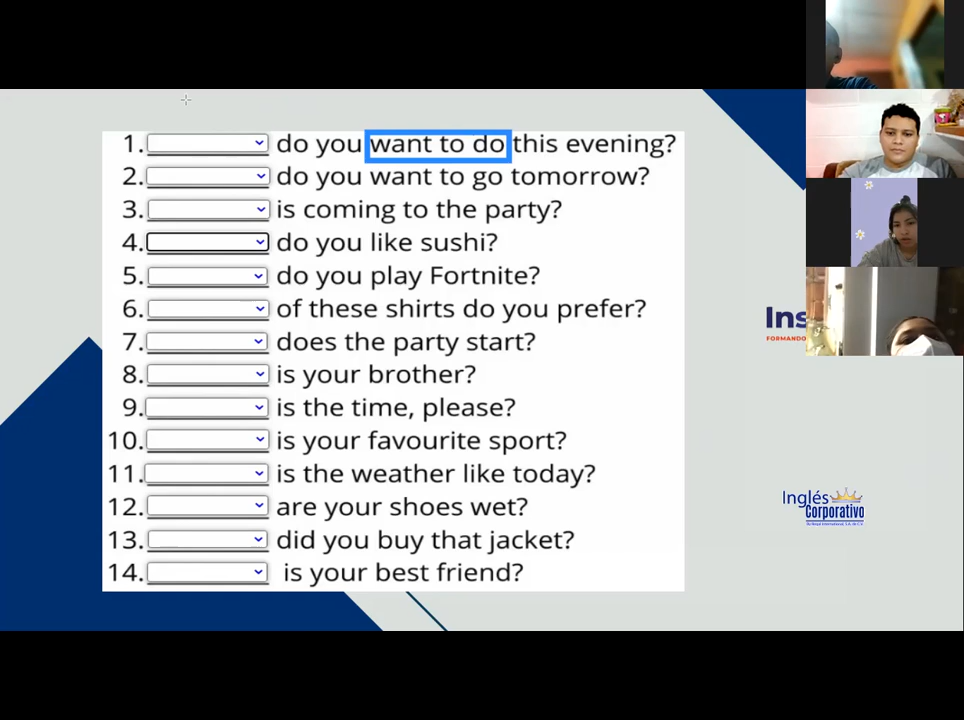 1. do you want to do this evening?
2. do you want to go tomorrow?
3. is coming to the party?
4. do you like sushi?
5. do you play Fortnite?
6. of these shirts do you prefer?
7. does the party start?
8. is your brother?
9. is the time, please?
10. is your favourite sport?
11. is the weather like today?
12. are your shoes wet?
13. did you buy that jacket?
14. is your best friend?
Ins
FORMANDO
Inglés
Corporativo